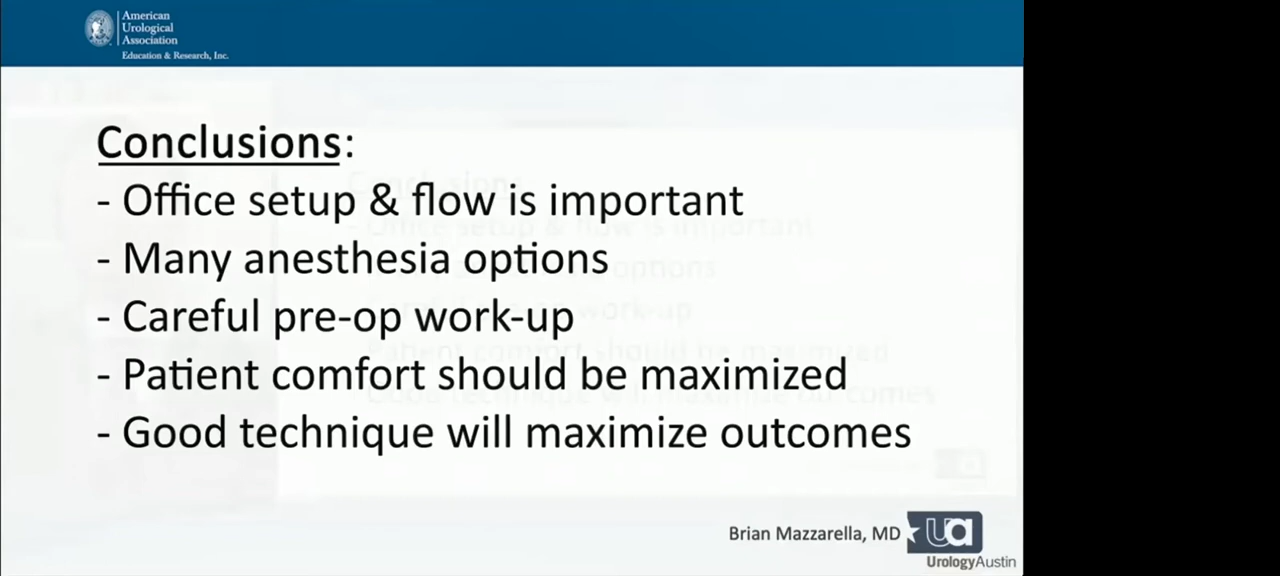 American
Urological
Association
Education & Research, Inc.
Conclusions:
- Office setup & flow is important
- Many anesthesia options
- Careful pre-op work-up
- Patient comfort should be maximized
- Good technique will maximize outcomes
Brian Mazzarella, MD
ua
UrologyAustin